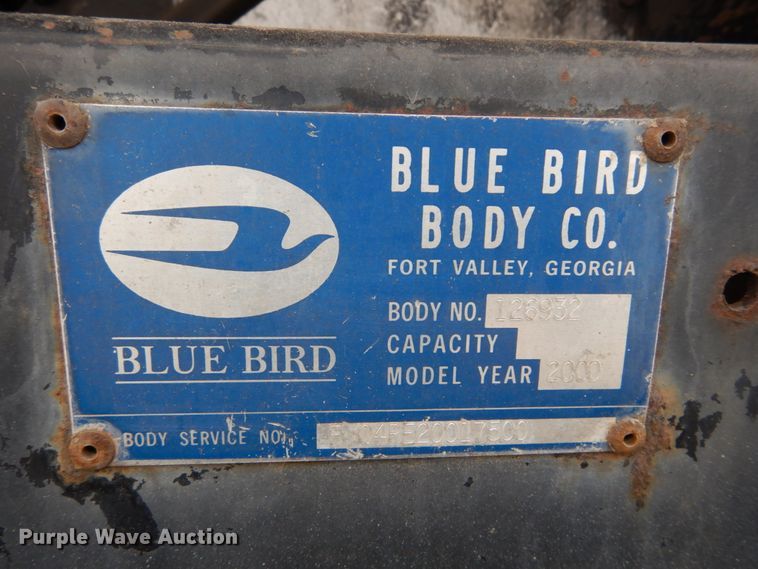 BLUE BIRD
BODY CO.
FORT VALLEY, GEORGIA
BODY NO. 126932
CAPACITY
MODEL YEAR 2000
BLUE BIRD
BODY SERVICE NO.
Purple Wave Auction